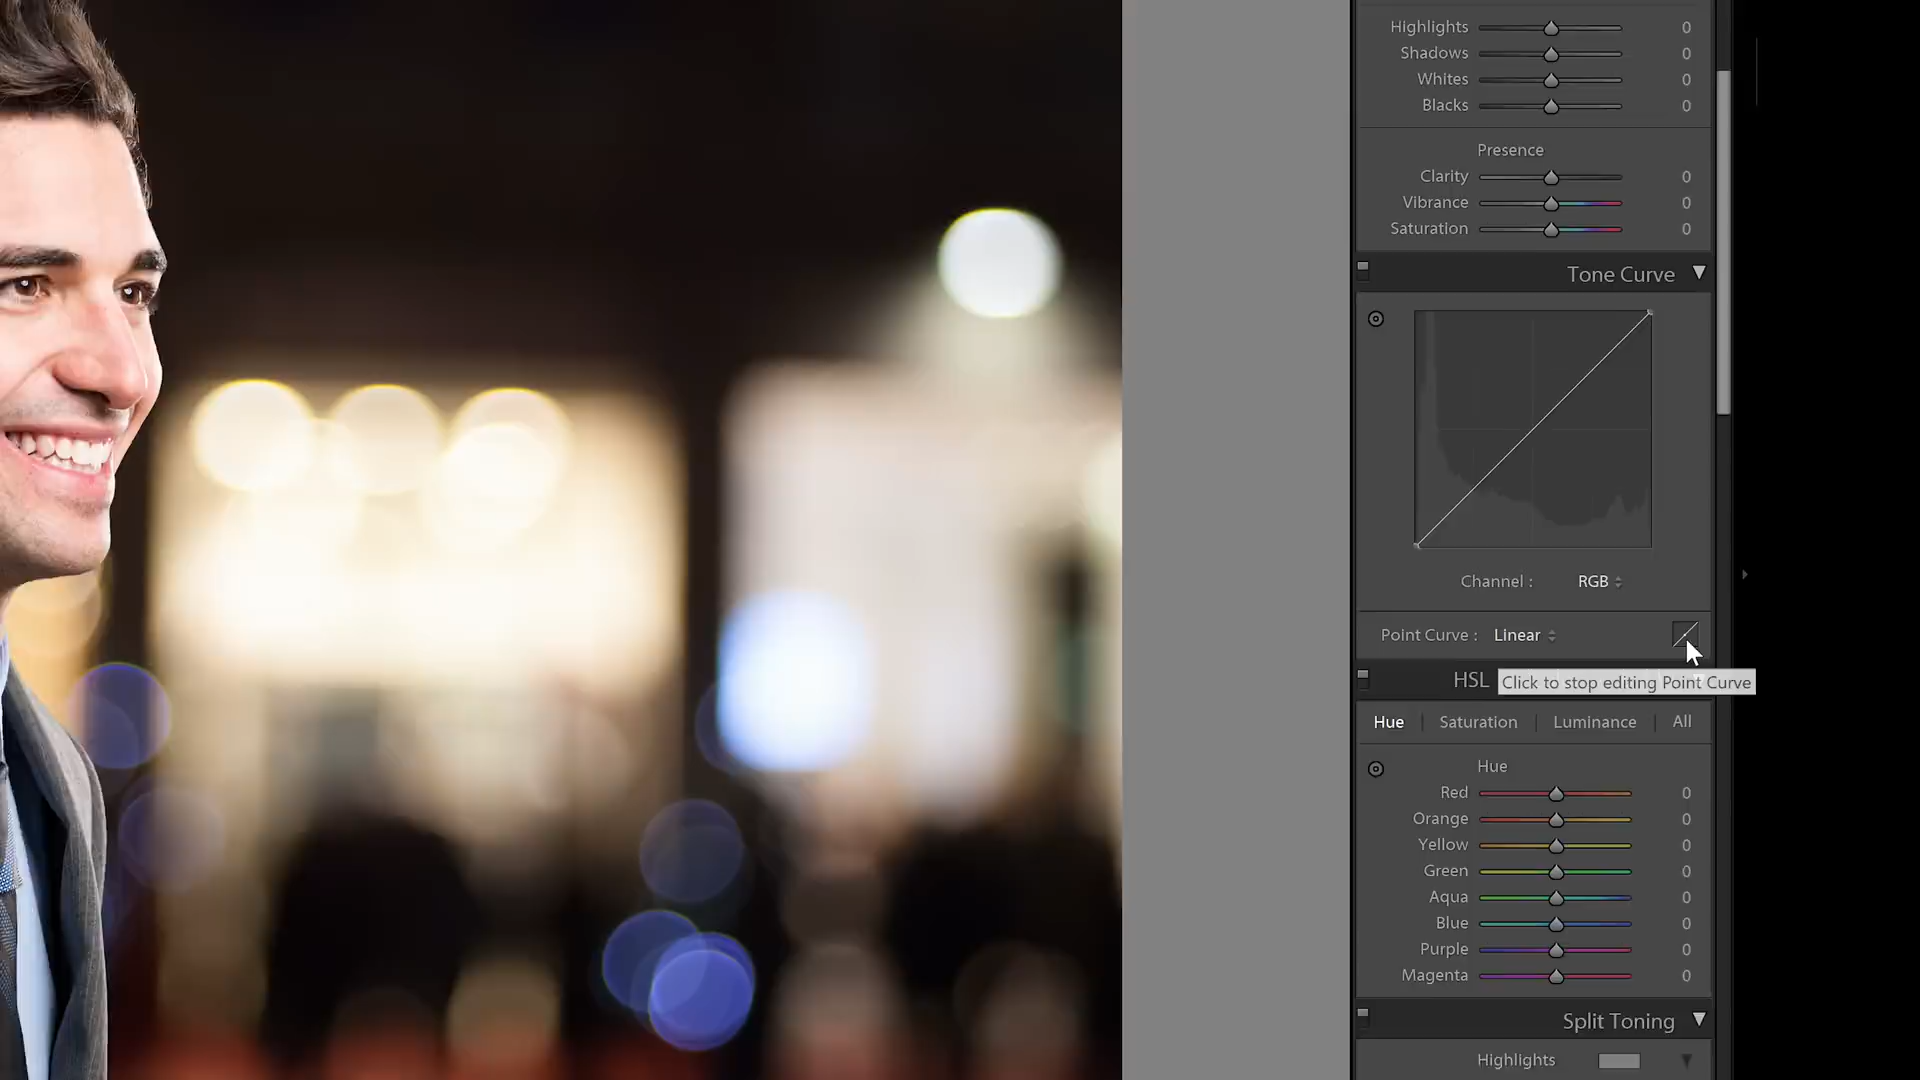 Highlights 0
Shadows 0
Whites 0
Blacks 0
Presence
Clarity 0
Vibrance 0
Saturation 0
Tone Curve
Channel : RGB
Point Curve : Linear
HSL
Click to stop editing Point Curve
Hue Saturation Luminance All
Hue
Red 0
Orange 0
Yellow 0
Green 0
Aqua 0
Blue 0
Purple 0
Magenta 0
Split Toning
Highlights